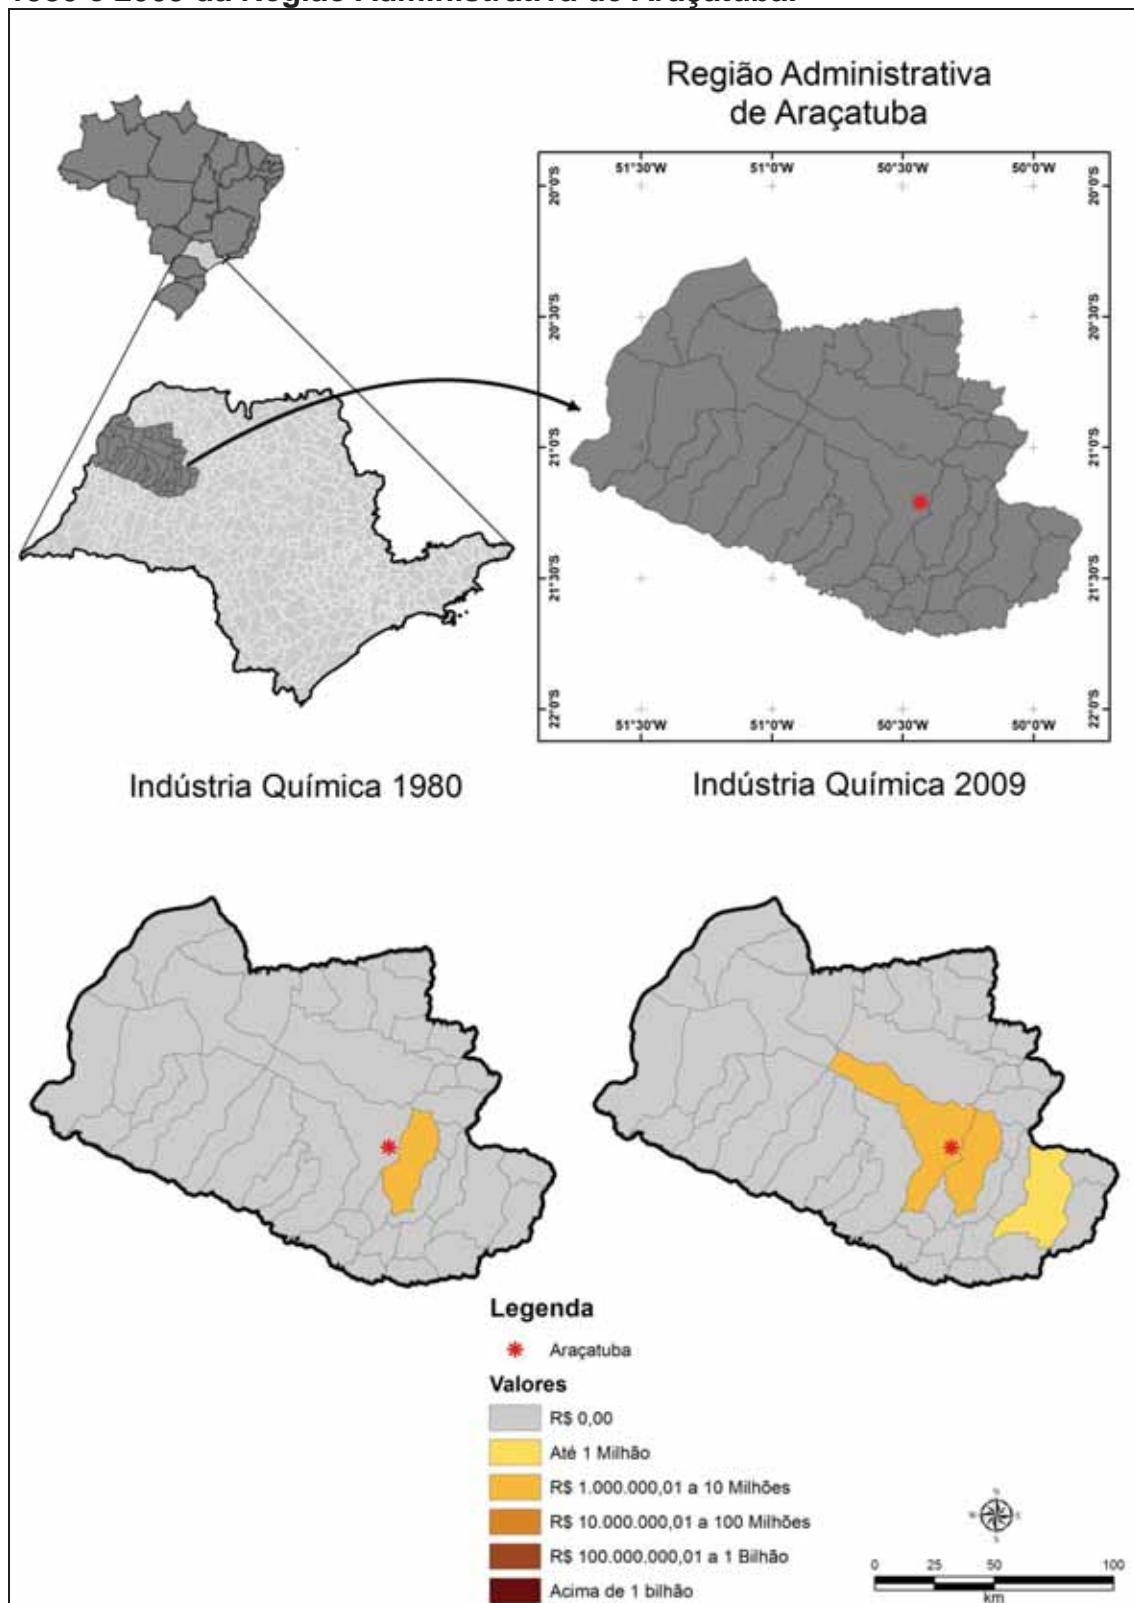 1980 e 2009 da Região Administrativa de Araçatuba.
Região Administrativa
de Araçatuba
51°30'W 51°0'W 50°30'W 50°0'W
20°0'S 20°0'S
20°30'S 20°30'S
21°0'S 21°0'S
21°30'S 21°30'S
22°0'S 22°0'S
51°30'W 51°0'W 50°30'W 50°0'W
Indústria Química 1980
Indústria Química 2009
Legenda
Araçatuba
Valores
R$ 0,00
Até 1 Milhão
R$ 1.000.000,01 a 10 Milhões
R$ 10.000.000,01 a 100 Milhões
R$ 100.000.000,01 a 1 Bilhão
Acima de 1 bilhão
0 25 50 100
km